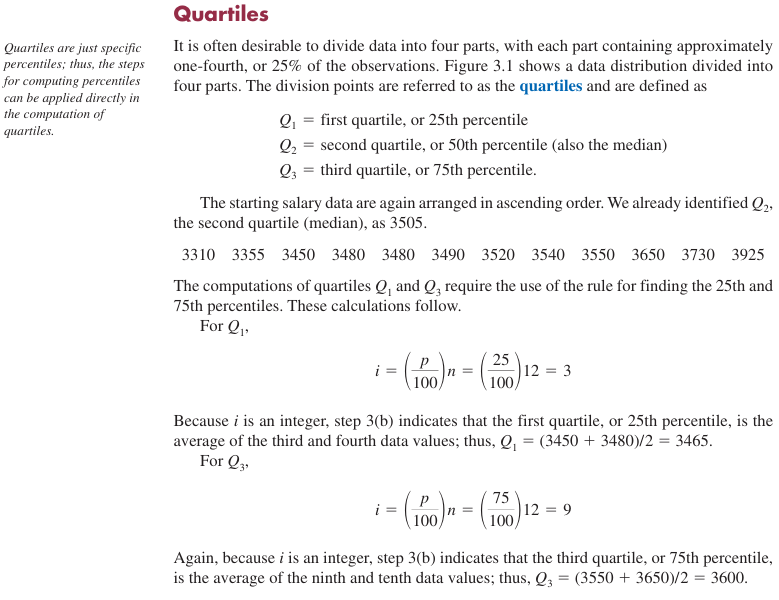 Quartiles
Quartiles are just specific
percentiles; thus, the steps
for computing percentiles
can be applied directly in
the computation of
quartiles.
It is often desirable to divide data into four parts, with each part containing approximately
one-fourth, or 25% of the observations. Figure 3.1 shows a data distribution divided into
four parts. The division points are referred to as the quartiles and are defined as
Q₁ = first quartile, or 25th percentile
Q₂ = second quartile, or 50th percentile (also the median)
Q₃ = third quartile, or 75th percentile.
The starting salary data are again arranged in ascending order. We already identified Q₂,
the second quartile (median), as 3505.
3310 3355 3450 3480 3480 3490 3520 3540 3550 3650 3730 3925
The computations of quartiles Q₁ and Q₃ require the use of the rule for finding the 25th and
75th percentiles. These calculations follow.
For Q₁,
i = (p/100)n = (25/100)12 = 3
Because i is an integer, step 3(b) indicates that the first quartile, or 25th percentile, is the
average of the third and fourth data values; thus, Q₁ = (3450 + 3480)/2 = 3465.
For Q₃,
i = (p/100)n = (75/100)12 = 9
Again, because i is an integer, step 3(b) indicates that the third quartile, or 75th percentile,
is the average of the ninth and tenth data values; thus, Q₃ = (3550 + 3650)/2 = 3600.